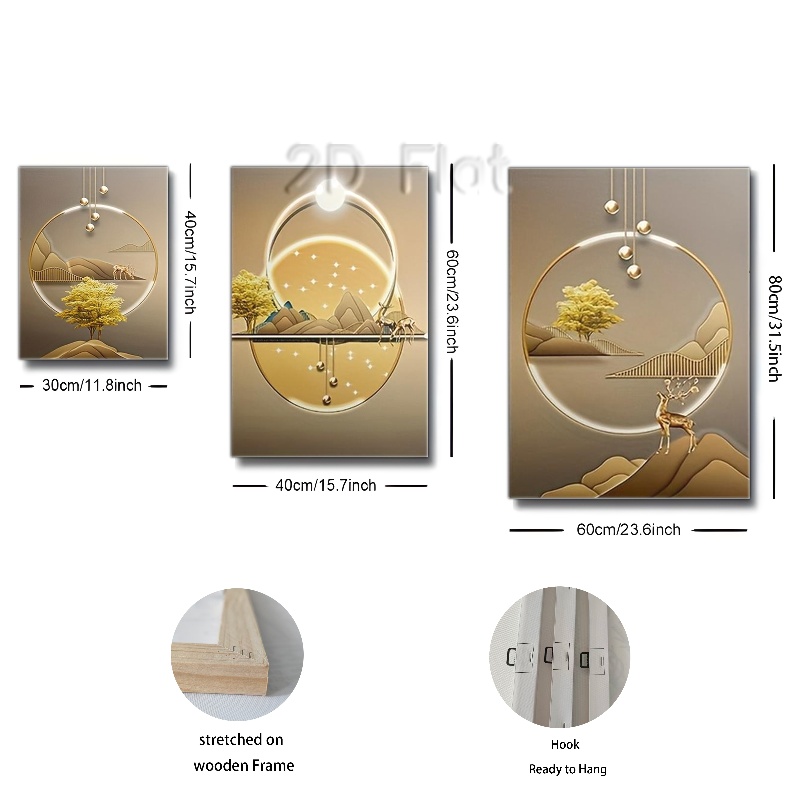 2D Flat
40cm/15.7inch
30cm/11.8inch
60cm/23.6inch
40cm/15.7inch
80cm/31.5inch
60cm/23.6inch
stretched on
wooden Frame
Hook
Ready to Hang